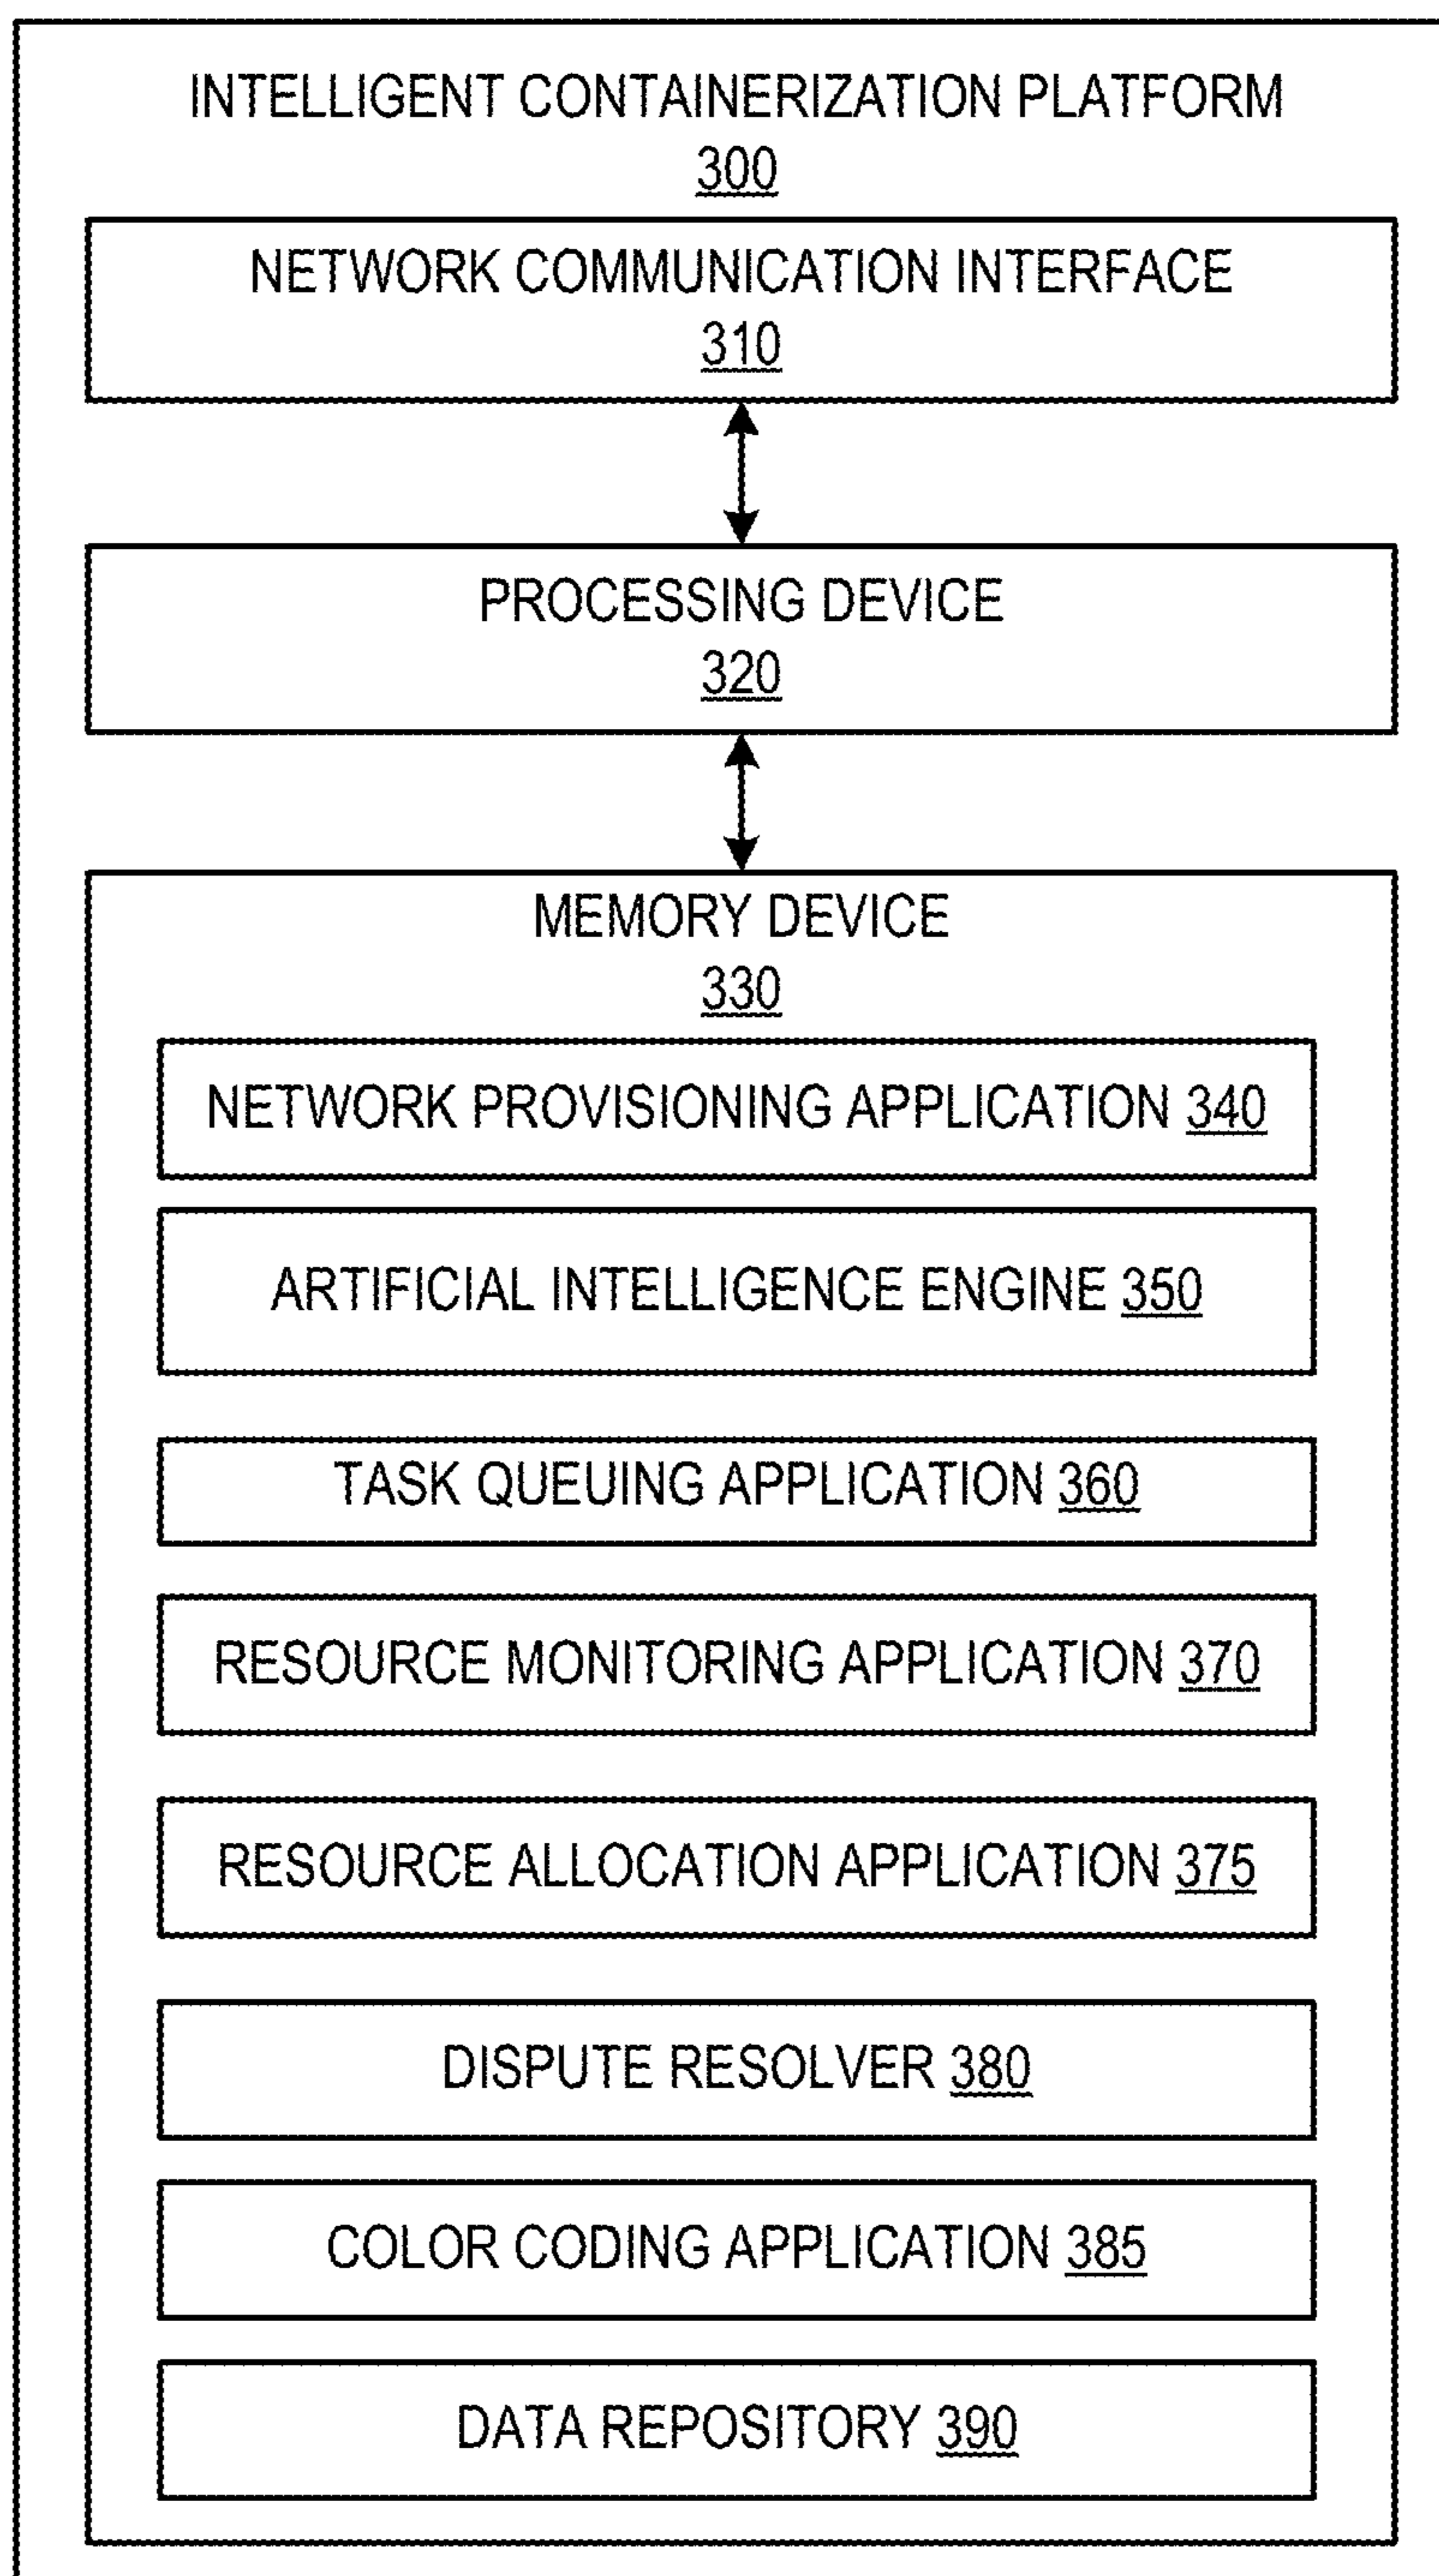 INTELLIGENT CONTAINERIZATION PLATFORM
300
NETWORK COMMUNICATION INTERFACE
310
PROCESSING DEVICE
320
MEMORY DEVICE
330
NETWORK PROVISIONING APPLICATION 340
ARTIFICIAL INTELLIGENCE ENGINE 350
TASK QUEUING APPLICATION 360
RESOURCE MONITORING APPLICATION 370
RESOURCE ALLOCATION APPLICATION 375
DISPUTE RESOLVER 380
COLOR CODING APPLICATION 385
DATA REPOSITORY 390